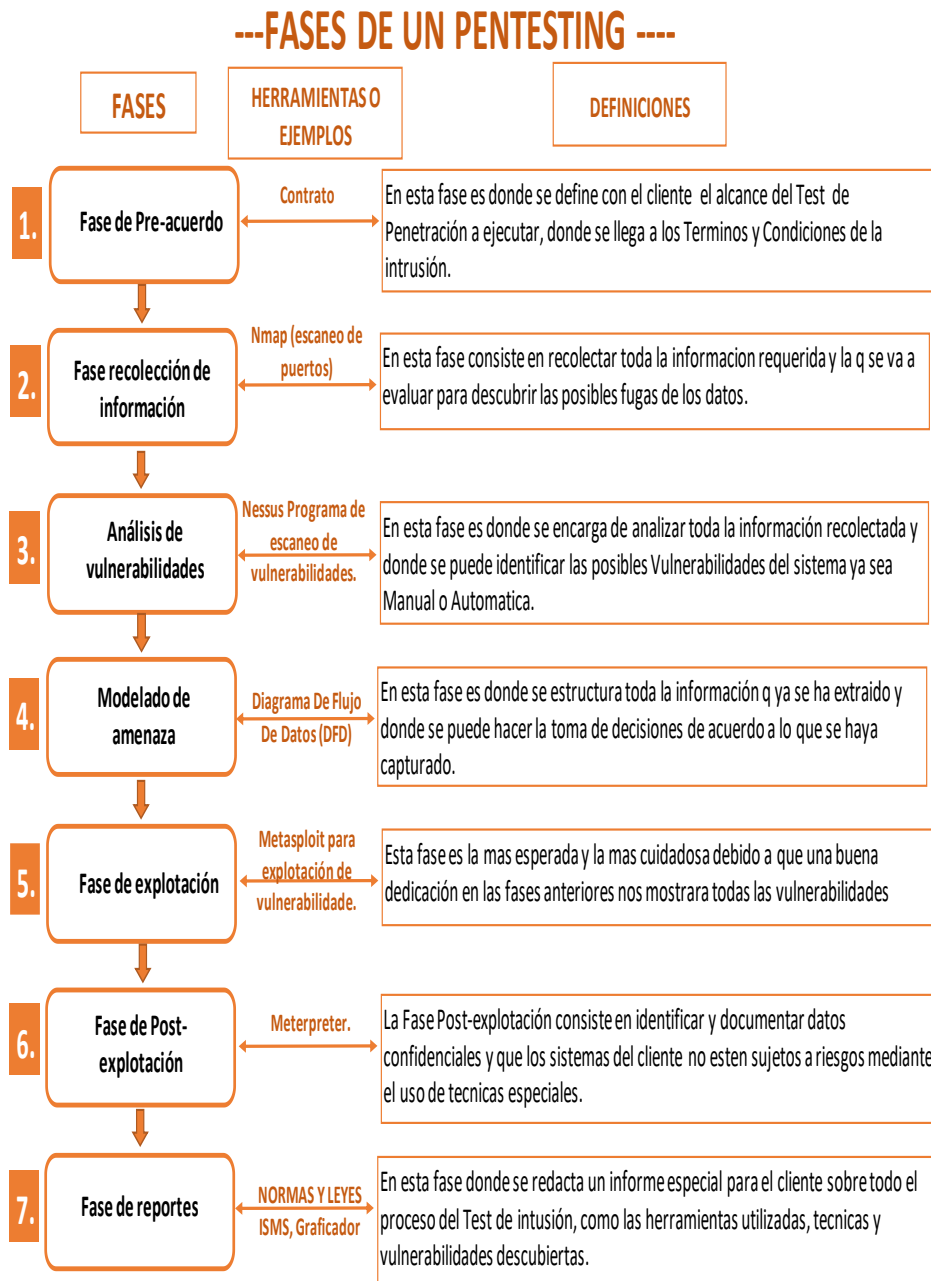 ---FASES DE UN PENTESTING ----
FASES
HERRAMIENTAS O
EJEMPLOS
DEFINICIONES
1.
Fase de Pre-acuerdo
Contrato
En esta fase es donde se define con el cliente el alcance del Test de
Penetración a ejecutar, donde se llega a los Terminos y Condiciones de la
intrusión.
2.
Fase recolección de
información
Nmap (escaneo de
puertos)
En esta fase consiste en recolectar toda la informacion requerida y la q se va a
evaluar para descubrir las posibles fugas de los datos.
3.
Análisis de
vulnerabilidades
Nessus Programa de
escaneo de
vulnerabilidades.
En esta fase es donde se encarga de analizar toda la información recolectada y
donde se puede identificar las posibles Vulnerabilidades del sistema ya sea
Manual o Automatica.
4.
Modelado de
amenaza
Diagrama De Flujo
De Datos (DFD)
En esta fase es donde se estructura toda la información q ya se ha extraido y
donde se puede hacer la toma de decisiones de acuerdo a lo que se haya
capturado.
5.
Fase de explotación
Metasploit para
explotación de
vulnerabilidade.
Esta fase es la mas esperada y la mas cuidadosa debido a que una buena
dedicación en las fases anteriores nos mostrara todas las vulnerabilidades
6.
Fase de Post-
explotación
Meterpreter.
La Fase Post-explotación consiste en identificar y documentar datos
confidenciales y que los sistemas del cliente no esten sujetos a riesgos mediante
el uso de tecnicas especiales.
7.
Fase de reportes
NORMAS Y LEYES
ISMS, Graficador
En esta fase donde se redacta un informe especial para el cliente sobre todo el
proceso del Test de intusión, como las herramientas utilizadas, tecnicas y
vulnerabilidades descubiertas.